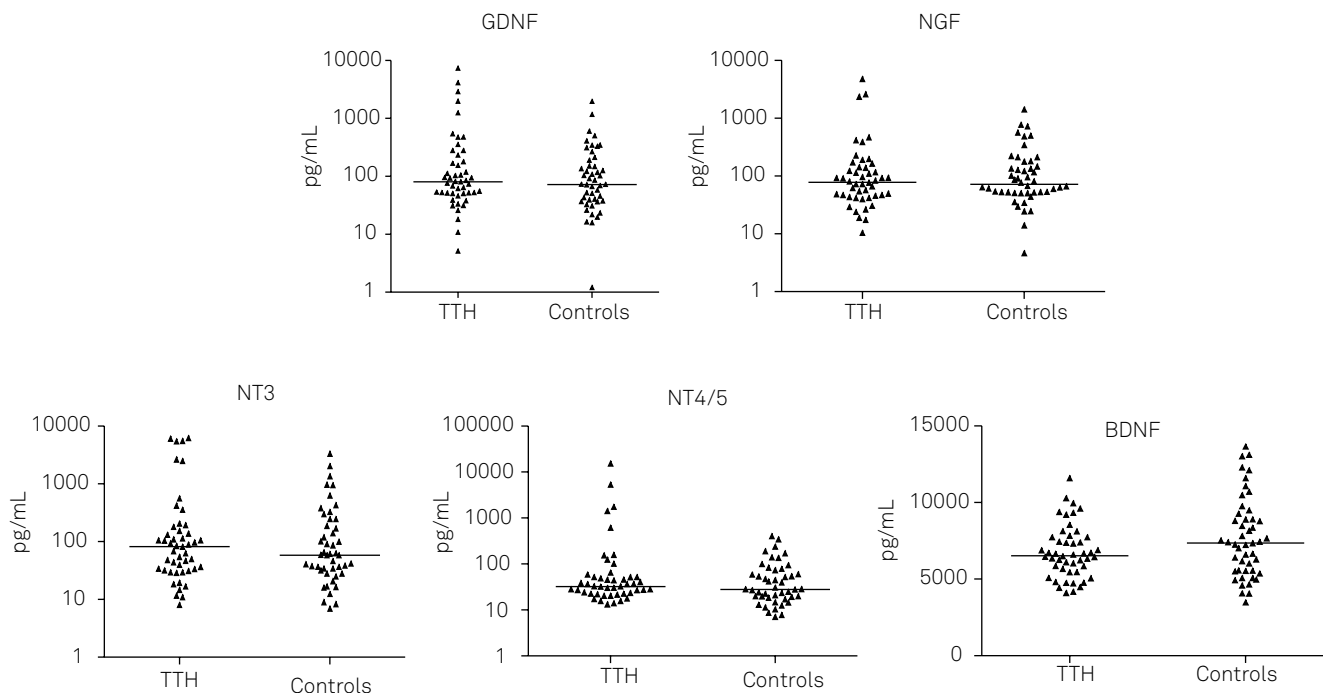 GDNF
pg/mL
10000
1000
100
10
1
TTH
Controls
NGF
pg/mL
10000
1000
100
10
1
TTH
Controls
NT3
pg/mL
10000
1000
100
10
1
TTH
Controls
NT4/5
pg/mL
100000
10000
1000
100
10
1
TTH
Controls
BDNF
pg/mL
15000
10000
5000
0
TTH
Controls